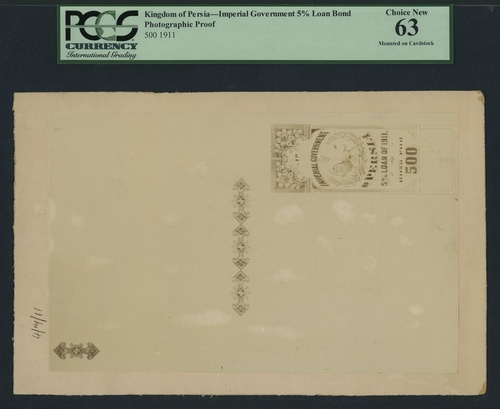 PCGS
CURRENCY
International Grading
Kingdom of Persia—Imperial Government 5% Loan Bond
Photographic Proof
500 1911
Choice New
63
Mounted on Cardstock
IMPERIAL GOVERNMENT
OF PERSIA
5% LOAN OF 1911.
500